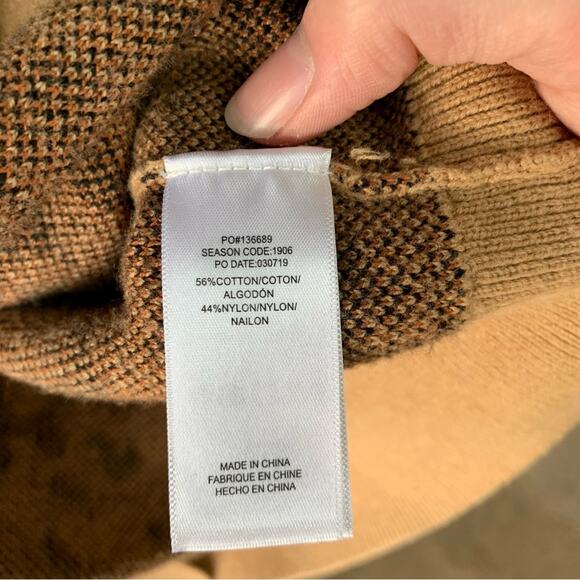 PO#136689
SEASON CODE:1906
PO DATE:030719
56%COTTON/COTON/
ALGODÓN
44%NYLON/NYLON/
NAILON
MADE IN CHINA
FABRIQUE EN CHINE
HECHO EN CHINA